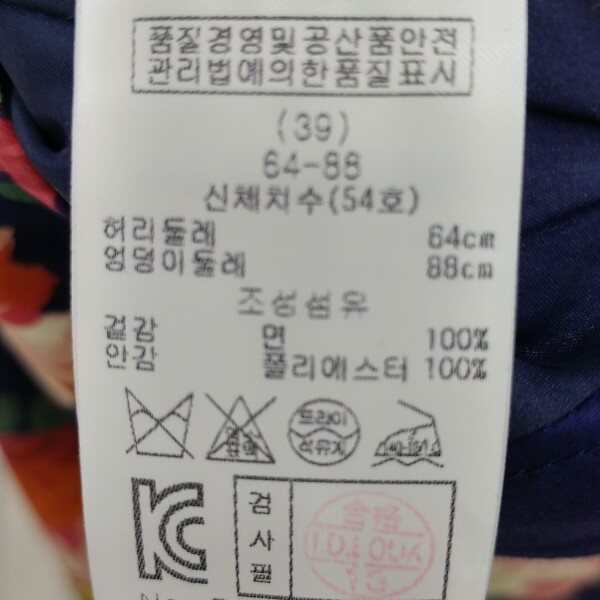 품질경영및공산품안전
관리법에의한품질표시
(39)
64-88
신체치수(54호)
허리둘레 64cm
엉덩이둘레 88cm
조성섬유
겉감 면 100%
안감 폴리에스터 100%
드라이
석유계
KC
검사필
合格